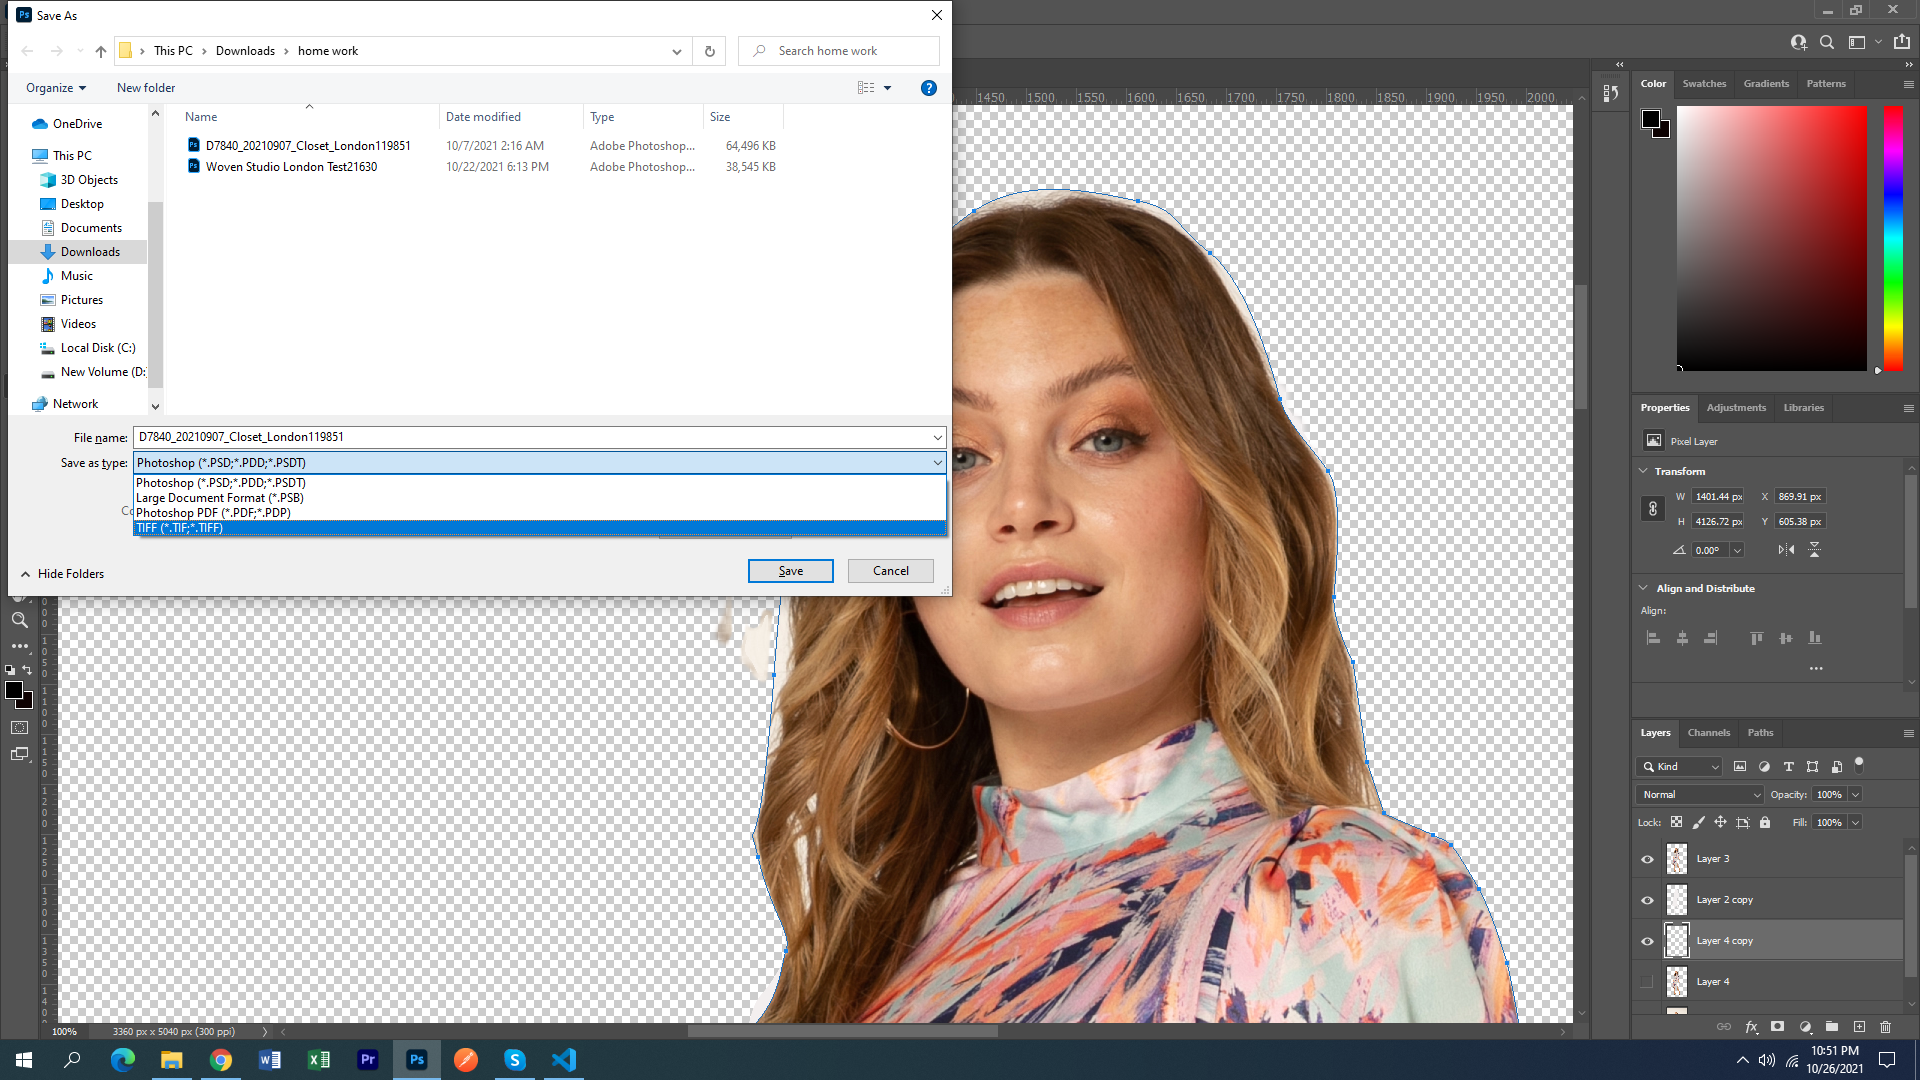 Save As
This PC > Downloads > home work
Search home work
Organize
New folder
OneDrive
This PC
3D Objects
Desktop
Documents
Downloads
Music
Pictures
Videos
Local Disk (C:)
New Volume (D:
Network
Name Date modified Type Size
D7840_20210907_Closet_London119851 10/7/2021 2:16 AM Adobe Photoshop... 64,496 KB
Woven Studio London Test21630 10/22/2021 6:13 PM Adobe Photoshop... 38,545 KB
File name: D7840_20210907_Closet_London119851
Save as type: Photoshop (*.PSD;*.PDD;*.PSDT)
Photoshop (*.PSD;*.PDD;*.PSDT)
Large Document Format (*.PSB)
Photoshop PDF (*.PDF;*.PDP)
TIFF (*.TIF;*.TIFF)
Hide Folders
Save
Cancel
1450 1500 1550 1600 1650 1700 1750 1800 1850 1900 1950 2000
Color Swatches Gradients Patterns
Properties Adjustments Libraries
Pixel Layer
Transform
W 1401.44 px X 869.91 px
H 4126.72 px Y 605.38 px
0.00°
Align and Distribute
Align:
Layers Channels Paths
Kind
Normal Opacity: 100%
Lock: Fill: 100%
Layer 3
Layer 2 copy
Layer 4 copy
Layer 4
100% 3360 px x 5040 px (300 ppi)
10:51 PM
10/26/2021